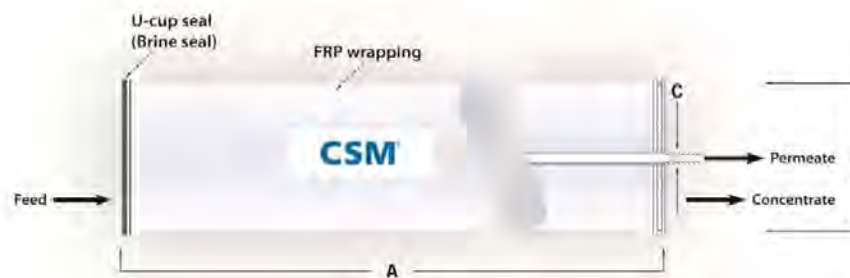 U-cup seal
(Brine seal)
FRP wrapping
C
CSM
Permeate
Feed
Concentrate
A